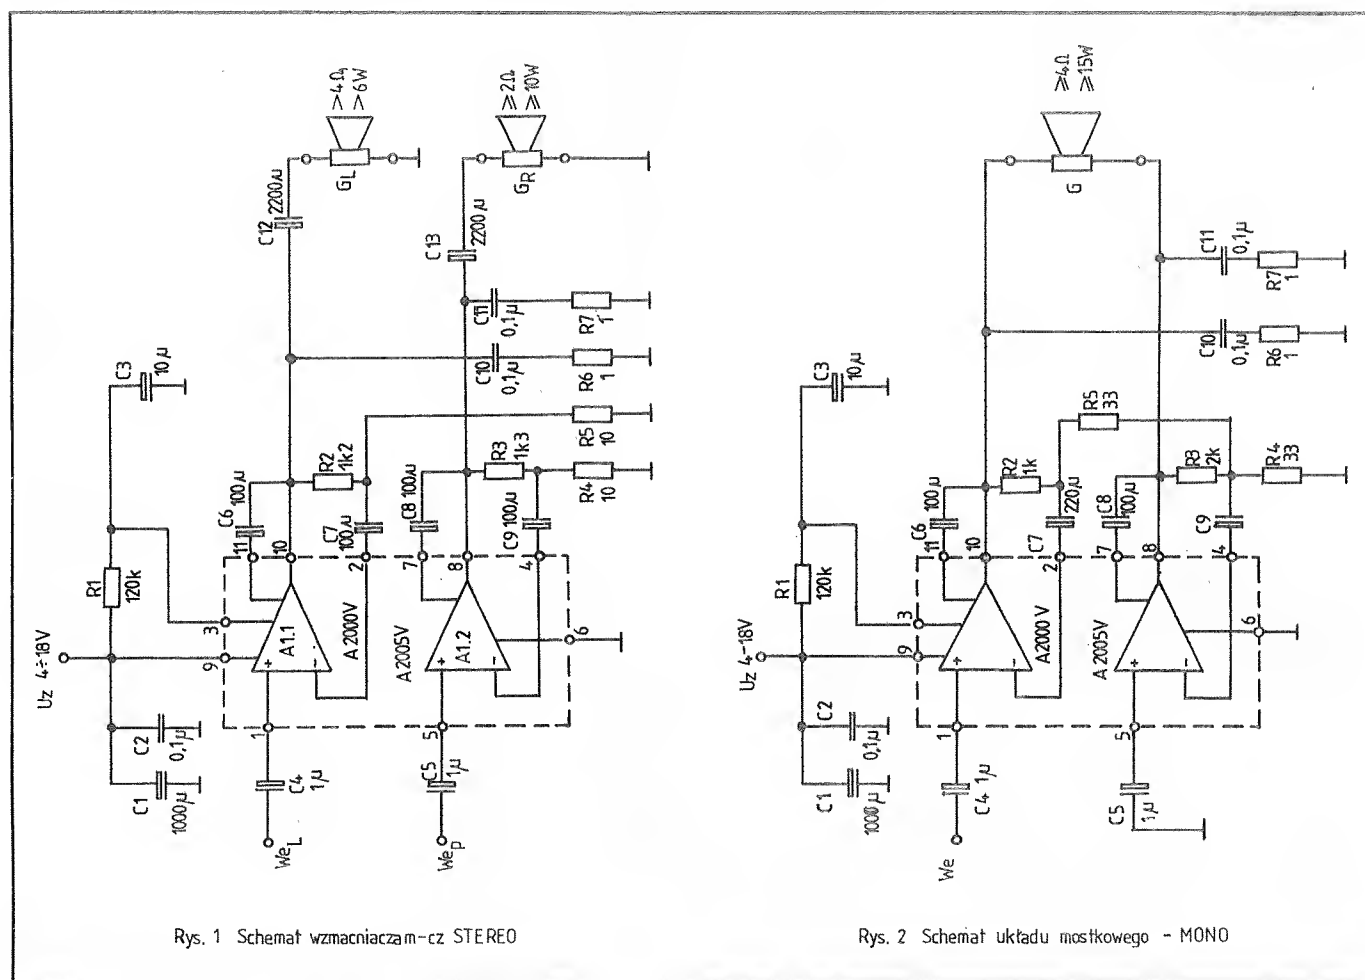 >4Ω,
>6W
GL
≥2Ω
≥10W
GR
C12
2200μ
C13
2200μ
C3
10μ
C11
0,1μ
R7
1
C10
0,1μ
R6
1
R5
10
R2
1k2
R3
1k3
R4
10
C6
100μ
C7
100μ
C8 100μ
C9 100μ
11
10
2
7
8
4
R1
120k
3
9
6
A1.1
A2000V
A1.2
A2005V
+
-
+
-
Uz 4÷18V
1
5
C2
0,1μ
C1
1000μ
C4
1μ
C5
1μ
WeL
Wep
Rys. 1 Schemat wzmacniacza m-cz STEREO
≥4Ω
≥15W
G
C11
0,1μ
R7
1
C10
0,1μ
R6
1
C3
10μ
R5
33
R2
1k
R3
2k
R4
33
C6
100μ
C7
220μ
C8
100μ
C9
11
10
2
7
8
4
R1
120k
3
9
6
A2000V
A2005V
+
-
+
-
Uz 4-18V
1
5
C2
0,1μ
C1
1000μ
C4 1μ
C5
1μ
We
Rys. 2 Schemat układu mostkowego - MONO